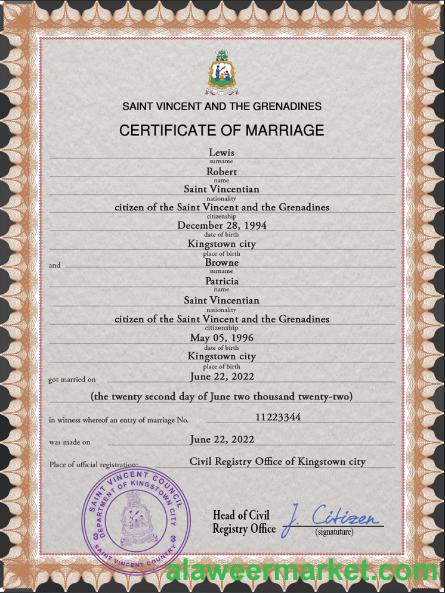 SAINT VINCENT AND THE GRENADINES
CERTIFICATE OF MARRIAGE
Lewis
surname
Robert
name
Saint Vincentian
nationality
citizen of the Saint Vincent and the Grenadines
citizenship
December 28, 1994
date of birth
Kingstown city
place of birth
and Browne
surname
Patricia
name
Saint Vincentian
nationality
citizen of the Saint Vincent and the Grenadines
citizenship
May 05, 1996
date of birth
Kingstown city
place of birth
got married on June 22, 2022
(the twenty second day of June two thousand twenty-two)
in witness whereof an entry of marriage No. 11223344
was made on June 22, 2022
Place of official registration: Civil Registry Office of Kingstown city
SAINT VINCENT COUNCIL
DEPARTMENT OF KINGSTOWN CITY
SAINT VINCENT COUNTRY
Head of Civil
Registry Office
J. Citizen
(signatuture)
alaweermarket.com